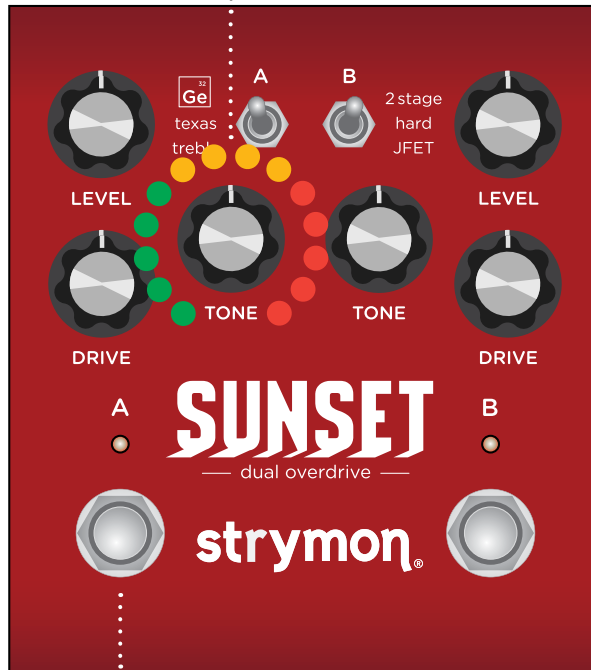 A
B
32
Ge
texas
2 stage
hard
JFET
LEVEL
LEVEL
TONE
TONE
DRIVE
DRIVE
A
B
SUNSET
dual overdrive
strymon®